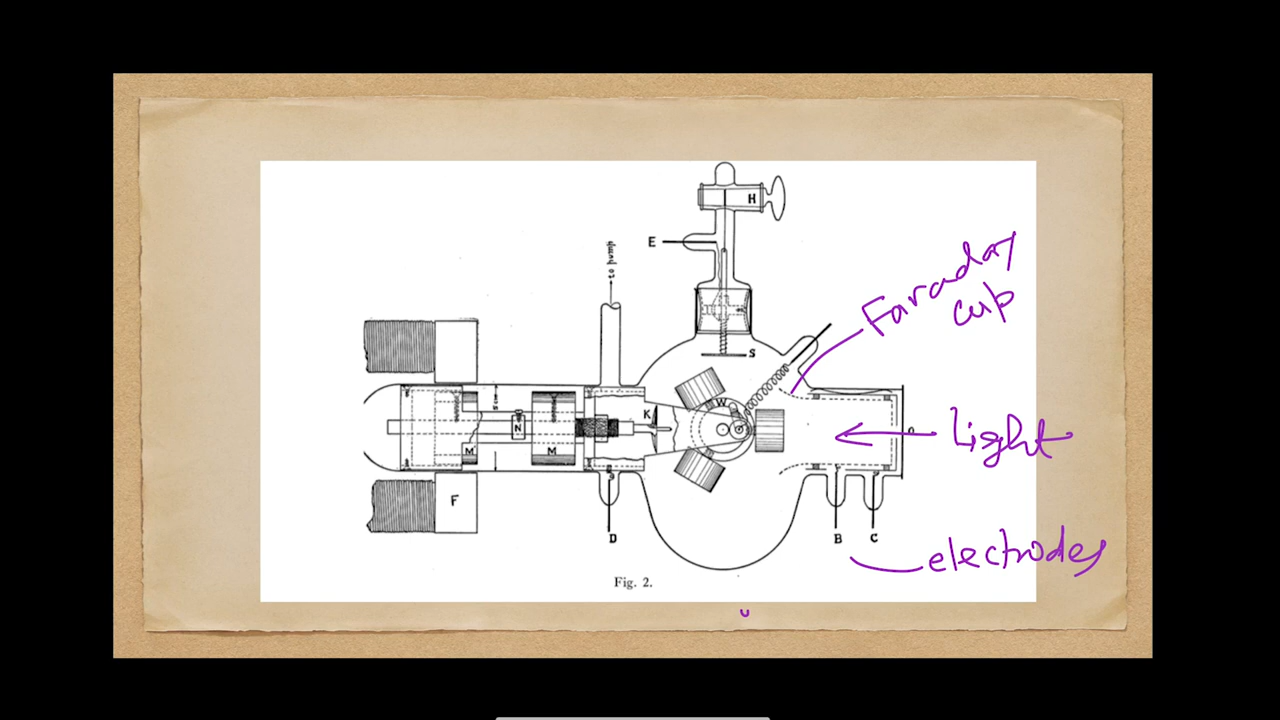 H
E
to pump
S
Faraday
cup
W
K
N
M
M
Light
F
D
B
C
electrodes
Fig. 2.